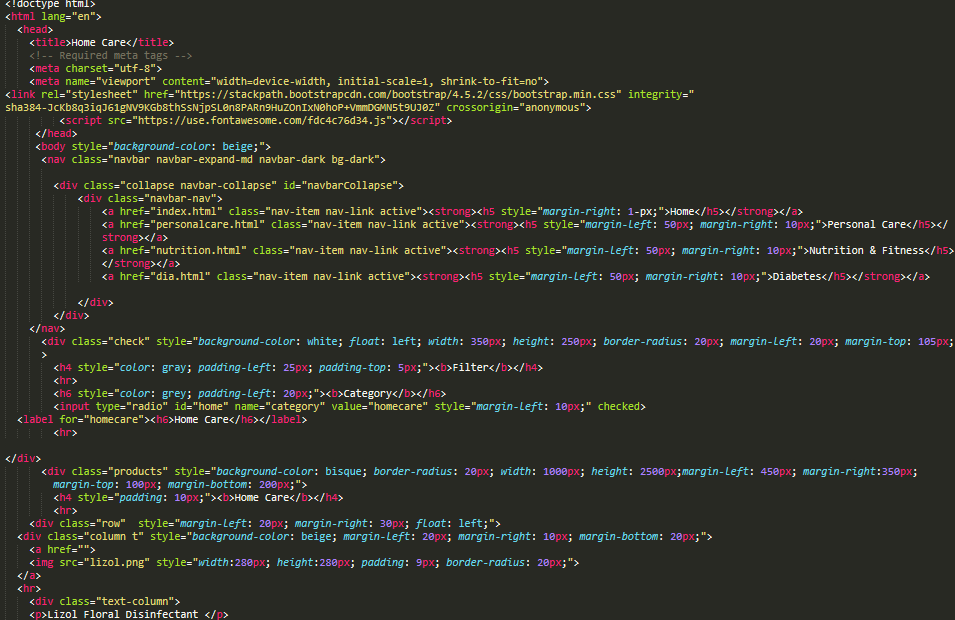 <!doctype html>
<html lang="en">
<head>
<title>Home Care</title>
<!-- Required meta tags -->
<meta charset="utf-8">
<meta name="viewport" content="width=device-width, initial-scale=1, shrink-to-fit=no">
<link rel="stylesheet" href="https://stackpath.bootstrapcdn.com/bootstrap/4.5.2/css/bootstrap.min.css" integrity="
sha384-JcKb8q3iqJ61gNV9KGb8thSsNjpSL0n8PARn9HuZOnIxN0hoP+VmmDGMN5t9UJ0Z" crossorigin="anonymous">
<script src="https://use.fontawesome.com/fdc4c76d34.js"></script>
</head>
<body style="background-color: beige;">
<nav class="navbar navbar-expand-md navbar-dark bg-dark">
<div class="collapse navbar-collapse" id="navbarCollapse">
<div class="navbar-nav">
<a href="index.html" class="nav-item nav-link active"><strong><h5 style="margin-right: 1-px;">Home</h5></strong></a>
<a href="personalcare.html" class="nav-item nav-link active"><strong><h5 style="margin-left: 50px; margin-right: 10px;">Personal Care</h5></
strong></a>
<a href="nutrition.html" class="nav-item nav-link active"><strong><h5 style="margin-left: 50px; margin-right: 10px;">Nutrition & Fitness</h5>
</strong></a>
<a href="dia.html" class="nav-item nav-link active"><strong><h5 style="margin-left: 50px; margin-right: 10px;">Diabetes</h5></strong></a>
</div>
</div>
</nav>
<div class="check" style="background-color: white; float: left; width: 350px; height: 250px; border-radius: 20px; margin-left: 20px; margin-top: 105px;"
>
<h4 style="color: gray; padding-left: 25px; padding-top: 5px;"><b>Filter</b></h4>
<hr>
<h6 style="color: grey; padding-left: 20px;"><b>Category</b></h6>
<input type="radio" id="home" name="category" value="homecare" style="margin-left: 10px;" checked>
<label for="homecare"><h6>Home Care</h6></label>
<hr>
</div>
<div class="products" style="background-color: bisque; border-radius: 20px; width: 1000px; height: 2500px;margin-left: 450px; margin-right:350px;
margin-top: 100px; margin-bottom: 200px;">
<h4 style="padding: 10px;"><b>Home Care</b></h4>
<hr>
<div class="row"  style="margin-left: 20px; margin-right: 30px; float: left;">
<div class="column t" style="background-color: beige; margin-left: 20px; margin-right: 10px; margin-bottom: 20px;">
<a href="">
<img src="lizol.png" style="width:280px; height:280px; padding: 9px; border-radius: 20px;">
</a>
<hr>
<div class="text-column">
<p>Lizol Floral Disinfectant </p>